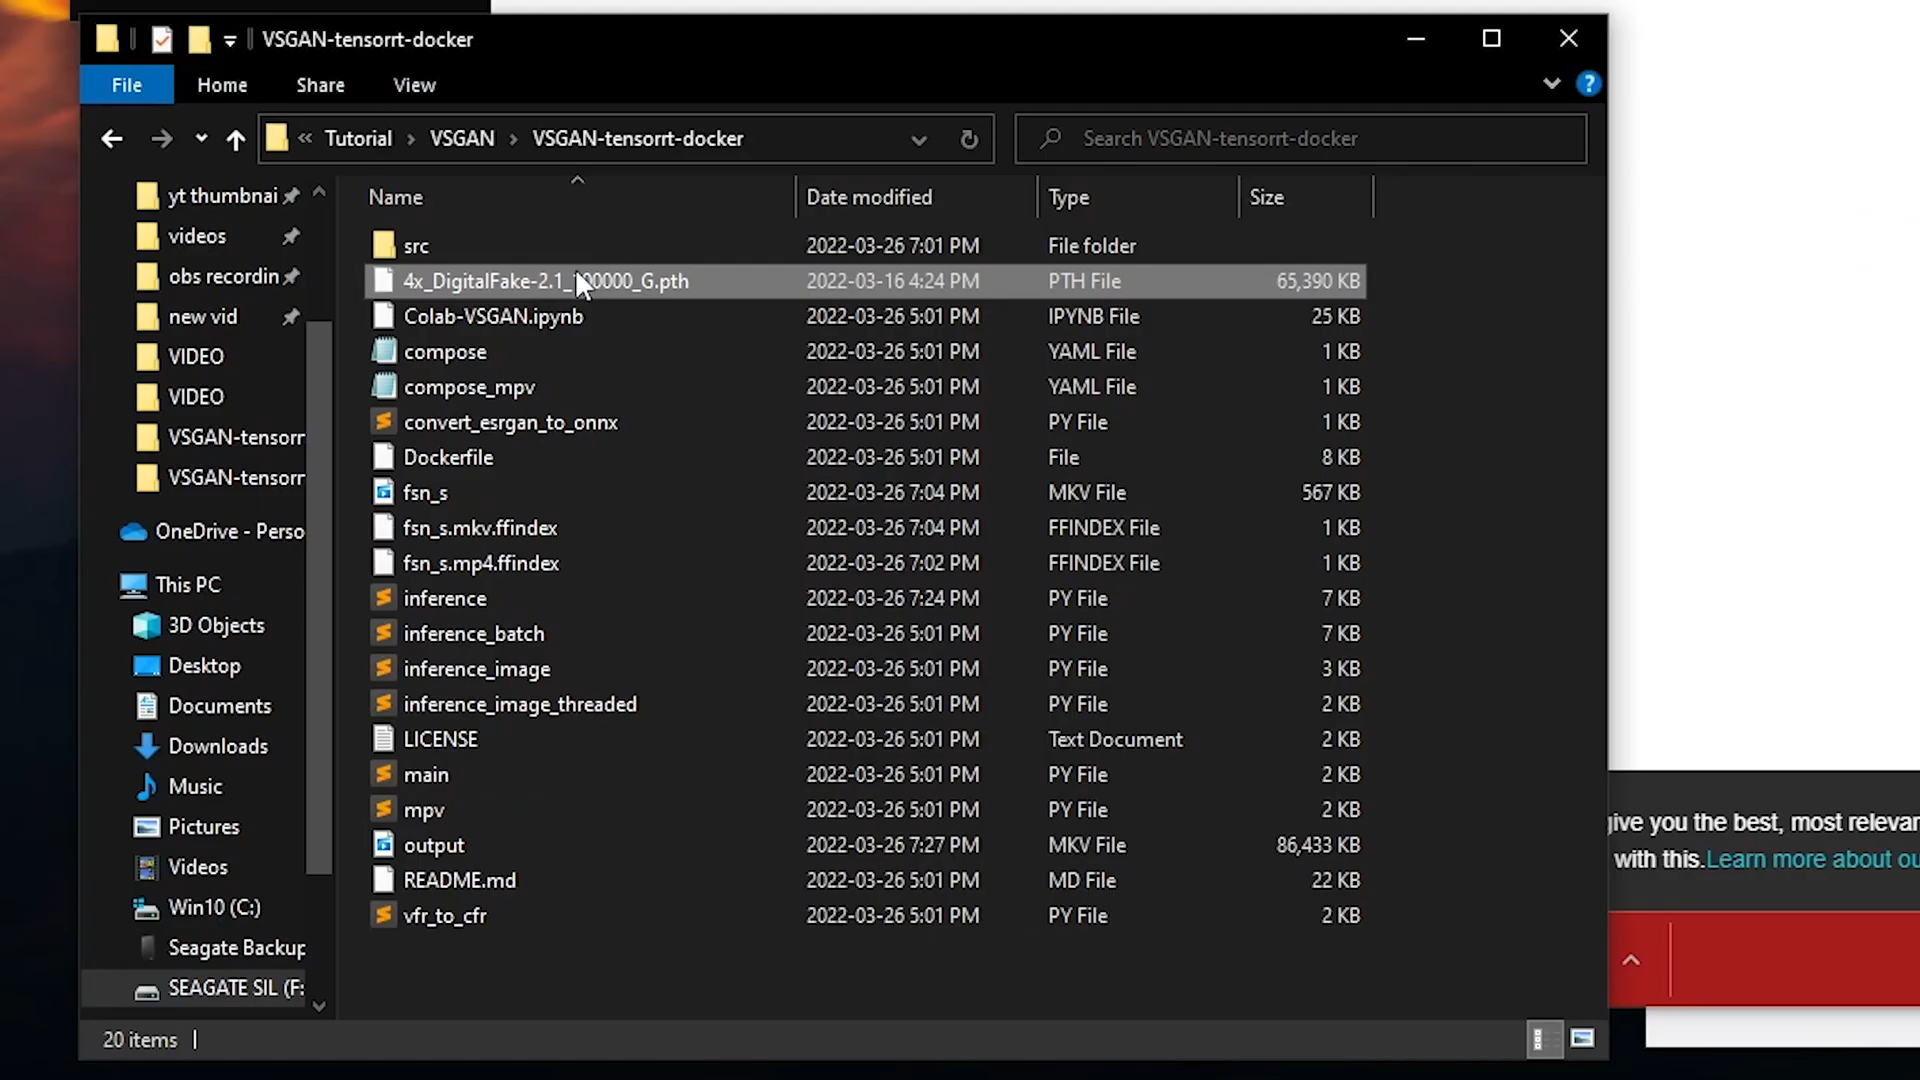 VSGAN-tensorrt-docker
File Home Share View
« Tutorial › VSGAN › VSGAN-tensorrt-docker
Search VSGAN-tensorrt-docker
yt thumbnai
videos
obs recordin
new vid
VIDEO
VIDEO
VSGAN-tensorr
VSGAN-tensorr
OneDrive - Perso
This PC
3D Objects
Desktop
Documents
Downloads
Music
Pictures
Videos
Win10 (C:)
Seagate Backup
SEAGATE SIL (F:
Name Date modified Type Size
src 2022-03-26 7:01 PM File folder
4x_DigitalFake-2.1_ 00000_G.pth 2022-03-16 4:24 PM PTH File 65,390 KB
Colab-VSGAN.ipynb 2022-03-26 5:01 PM IPYNB File 25 KB
compose 2022-03-26 5:01 PM YAML File 1 KB
compose_mpv 2022-03-26 5:01 PM YAML File 1 KB
convert_esrgan_to_onnx 2022-03-26 5:01 PM PY File 1 KB
Dockerfile 2022-03-26 5:01 PM File 8 KB
fsn_s 2022-03-26 7:04 PM MKV File 567 KB
fsn_s.mkv.ffindex 2022-03-26 7:04 PM FFINDEX File 1 KB
fsn_s.mp4.ffindex 2022-03-26 7:02 PM FFINDEX File 1 KB
inference 2022-03-26 7:24 PM PY File 7 KB
inference_batch 2022-03-26 5:01 PM PY File 7 KB
inference_image 2022-03-26 5:01 PM PY File 3 KB
inference_image_threaded 2022-03-26 5:01 PM PY File 2 KB
LICENSE 2022-03-26 5:01 PM Text Document 2 KB
main 2022-03-26 5:01 PM PY File 2 KB
mpv 2022-03-26 5:01 PM PY File 2 KB
output 2022-03-26 7:27 PM MKV File 86,433 KB
README.md 2022-03-26 5:01 PM MD File 22 KB
vfr_to_cfr 2022-03-26 5:01 PM PY File 2 KB
20 items
give you the best, most relevan
with this.Learn more about ou